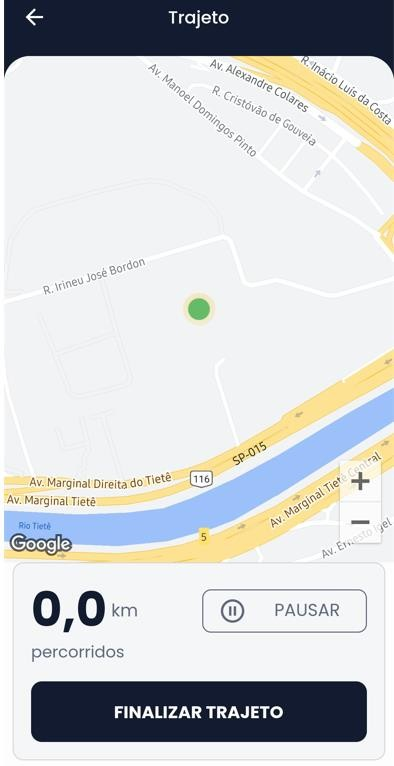 Trajeto
R. Inácio Luís da Costa
Av. Alexandre Colares
Av. Manoel Domingos Pinto
R. Cristóvão de Gouveia
R. Irineu José Bordon
SP-015
Av. Marginal Direita do Tietê
116
Av. Marginal Tietê
Av. Marginal Tietê Central
+
Rio Tietê
5
−
Av. Ernesto Igel
Google
0,0 km
PAUSAR
percorridos
FINALIZAR TRAJETO